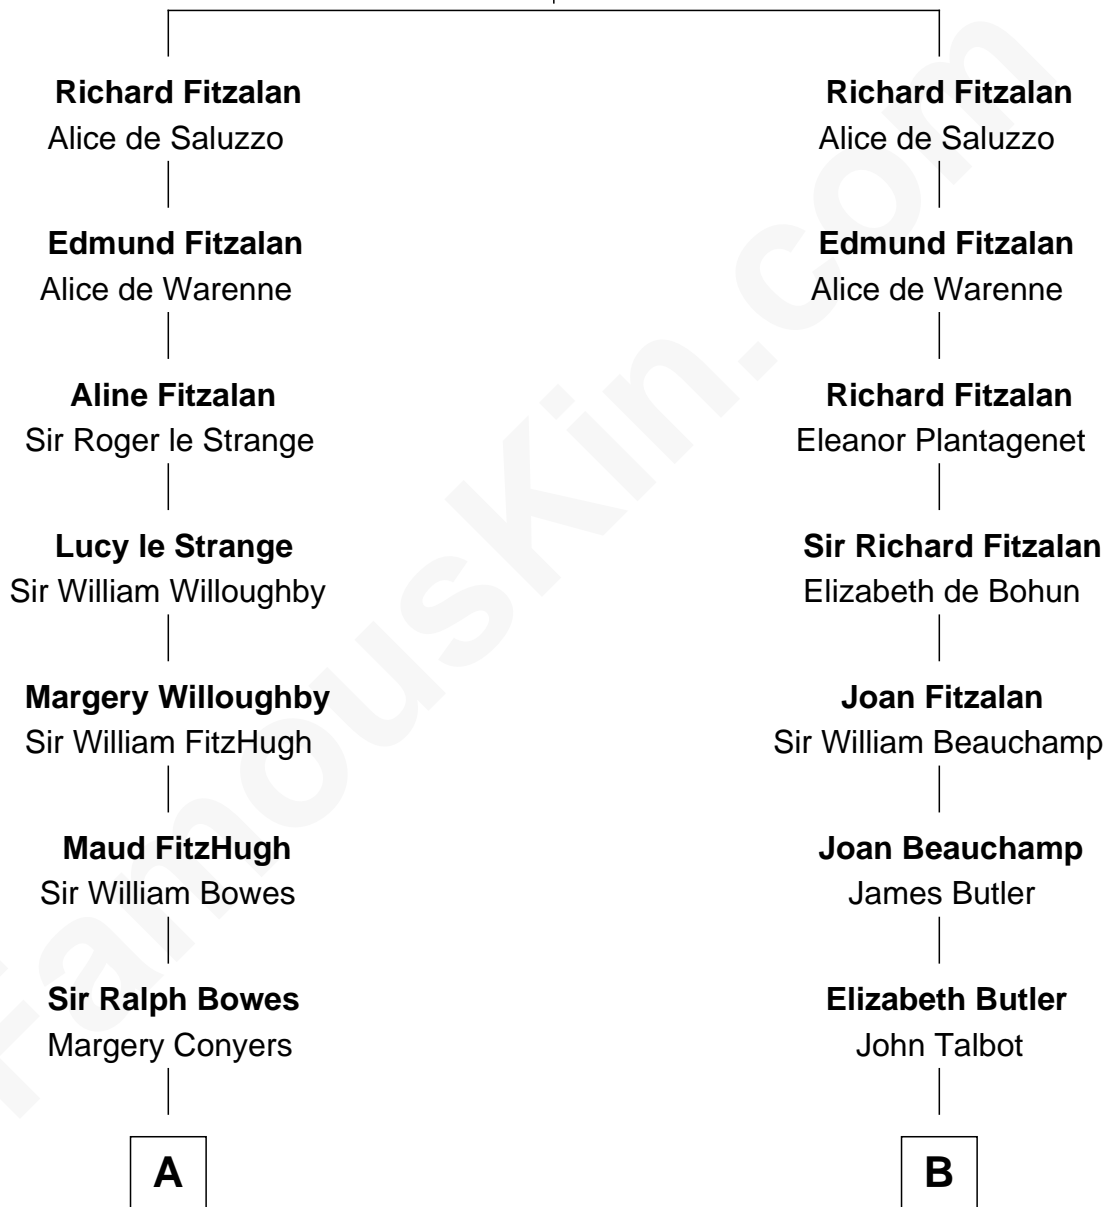 Richard Fitzalan
Alice de Saluzzo
Edmund Fitzalan
Alice de Warenne
Aline Fitzalan
Sir Roger le Strange
Lucy le Strange
Sir William Willoughby
Margery Willoughby
Sir William FitzHugh
Maud FitzHugh
Sir William Bowes
Sir Ralph Bowes
Margery Conyers
A
Richard Fitzalan
Alice de Saluzzo
Edmund Fitzalan
Alice de Warenne
Richard Fitzalan
Eleanor Plantagenet
Sir Richard Fitzalan
Elizabeth de Bohun
Joan Fitzalan
Sir William Beauchamp
Joan Beauchamp
James Butler
Elizabeth Butler
John Talbot
B
FamousKin.com